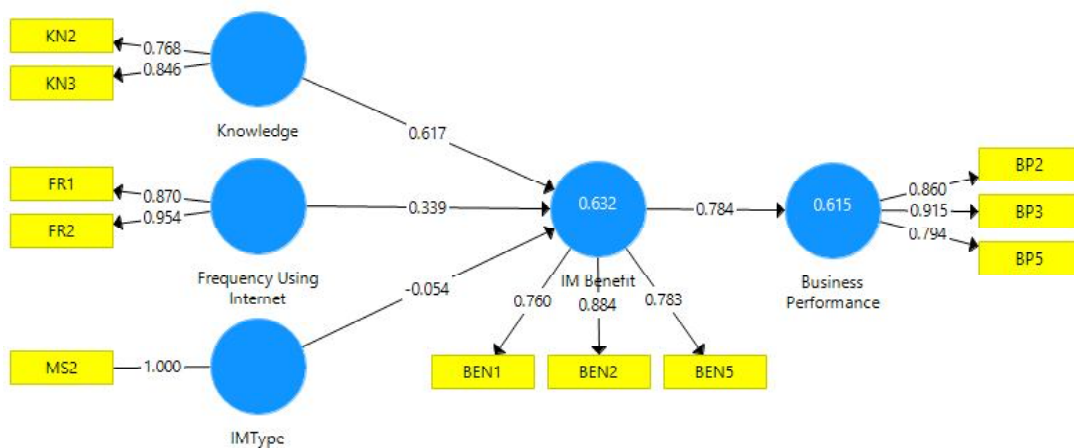 KN2
0.768
KN3
0.846
Knowledge
0.617
FR1
0.870
FR2
0.954
Frequency Using
Internet
0.339
MS2
1.000
IMType
-0.054
0.632
IM Benefit
0.760
0.884
0.783
BEN1
BEN2
BEN5
0.784
0.615
Business
Performance
0.860
0.915
0.794
BP2
BP3
BP5